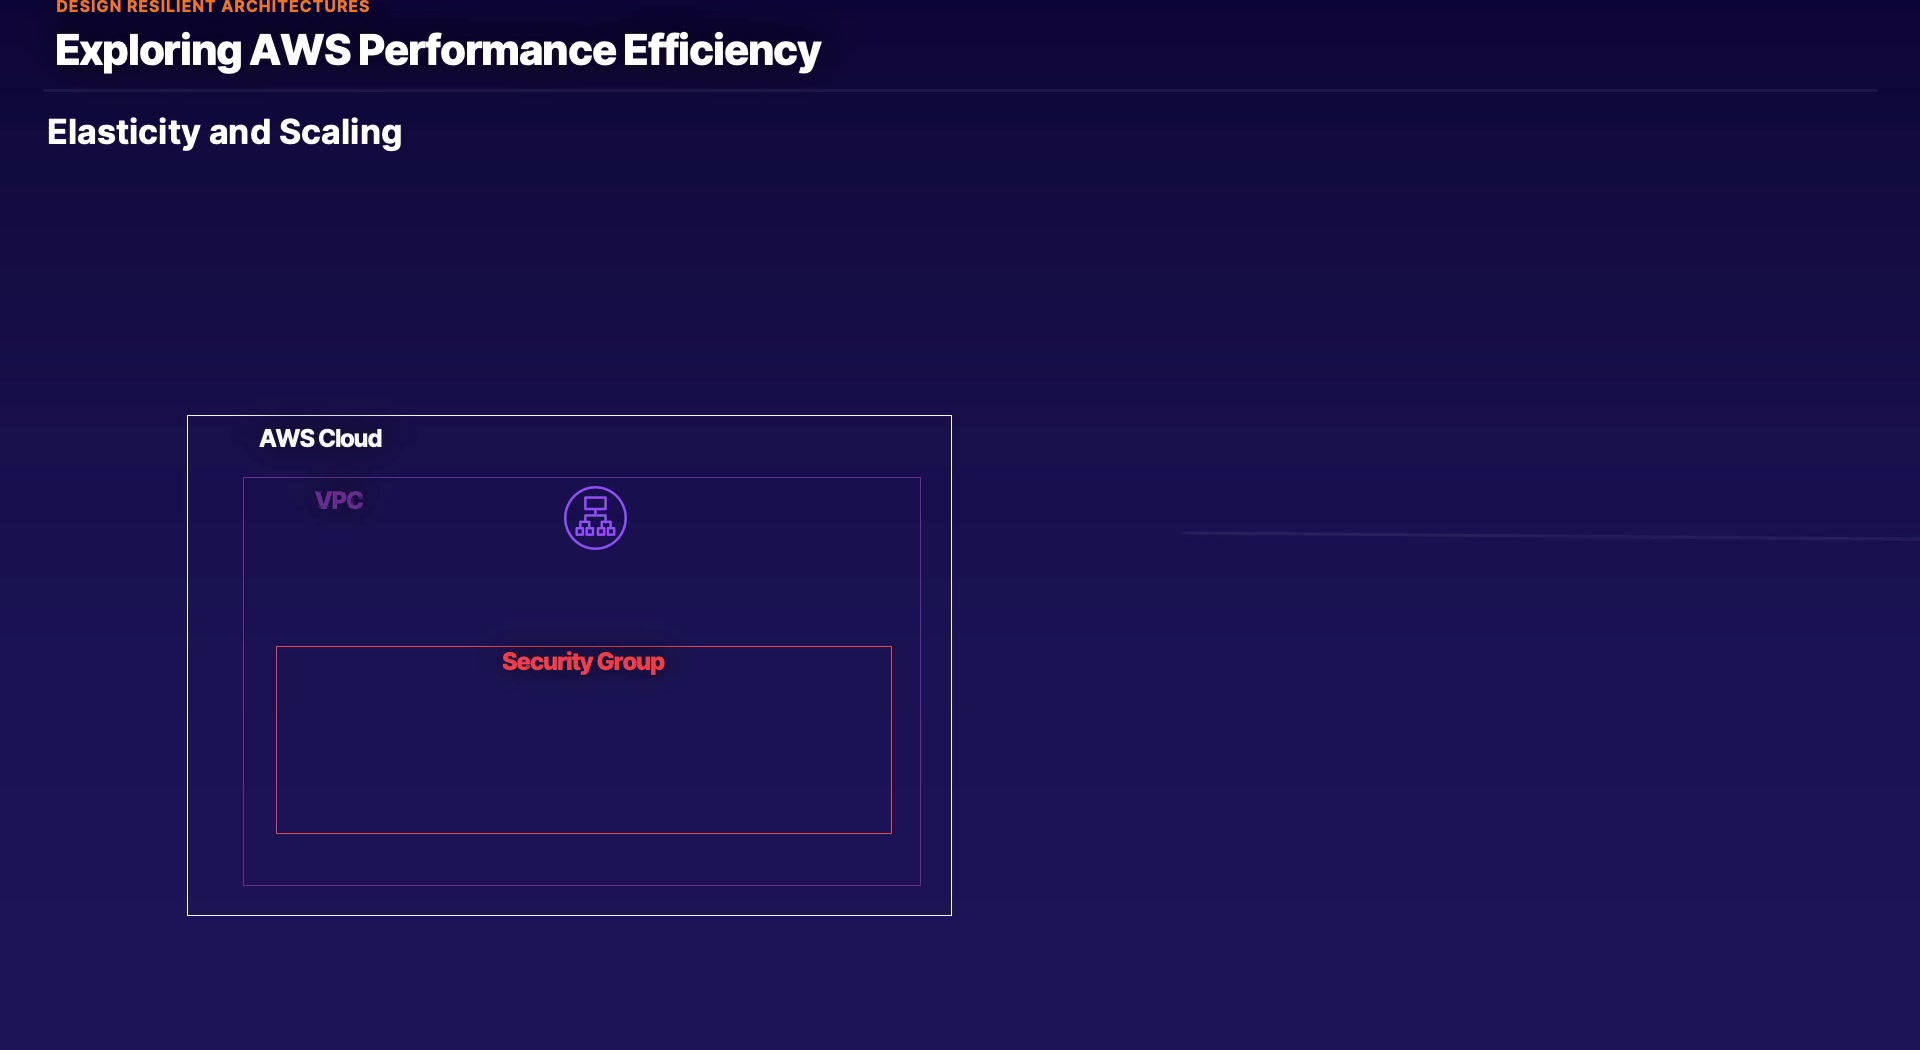 DESIGN RESILIENT ARCHITECTURES
Exploring AWS Performance Efficiency
Elasticity and Scaling
AWS Cloud
VPC
Security Group